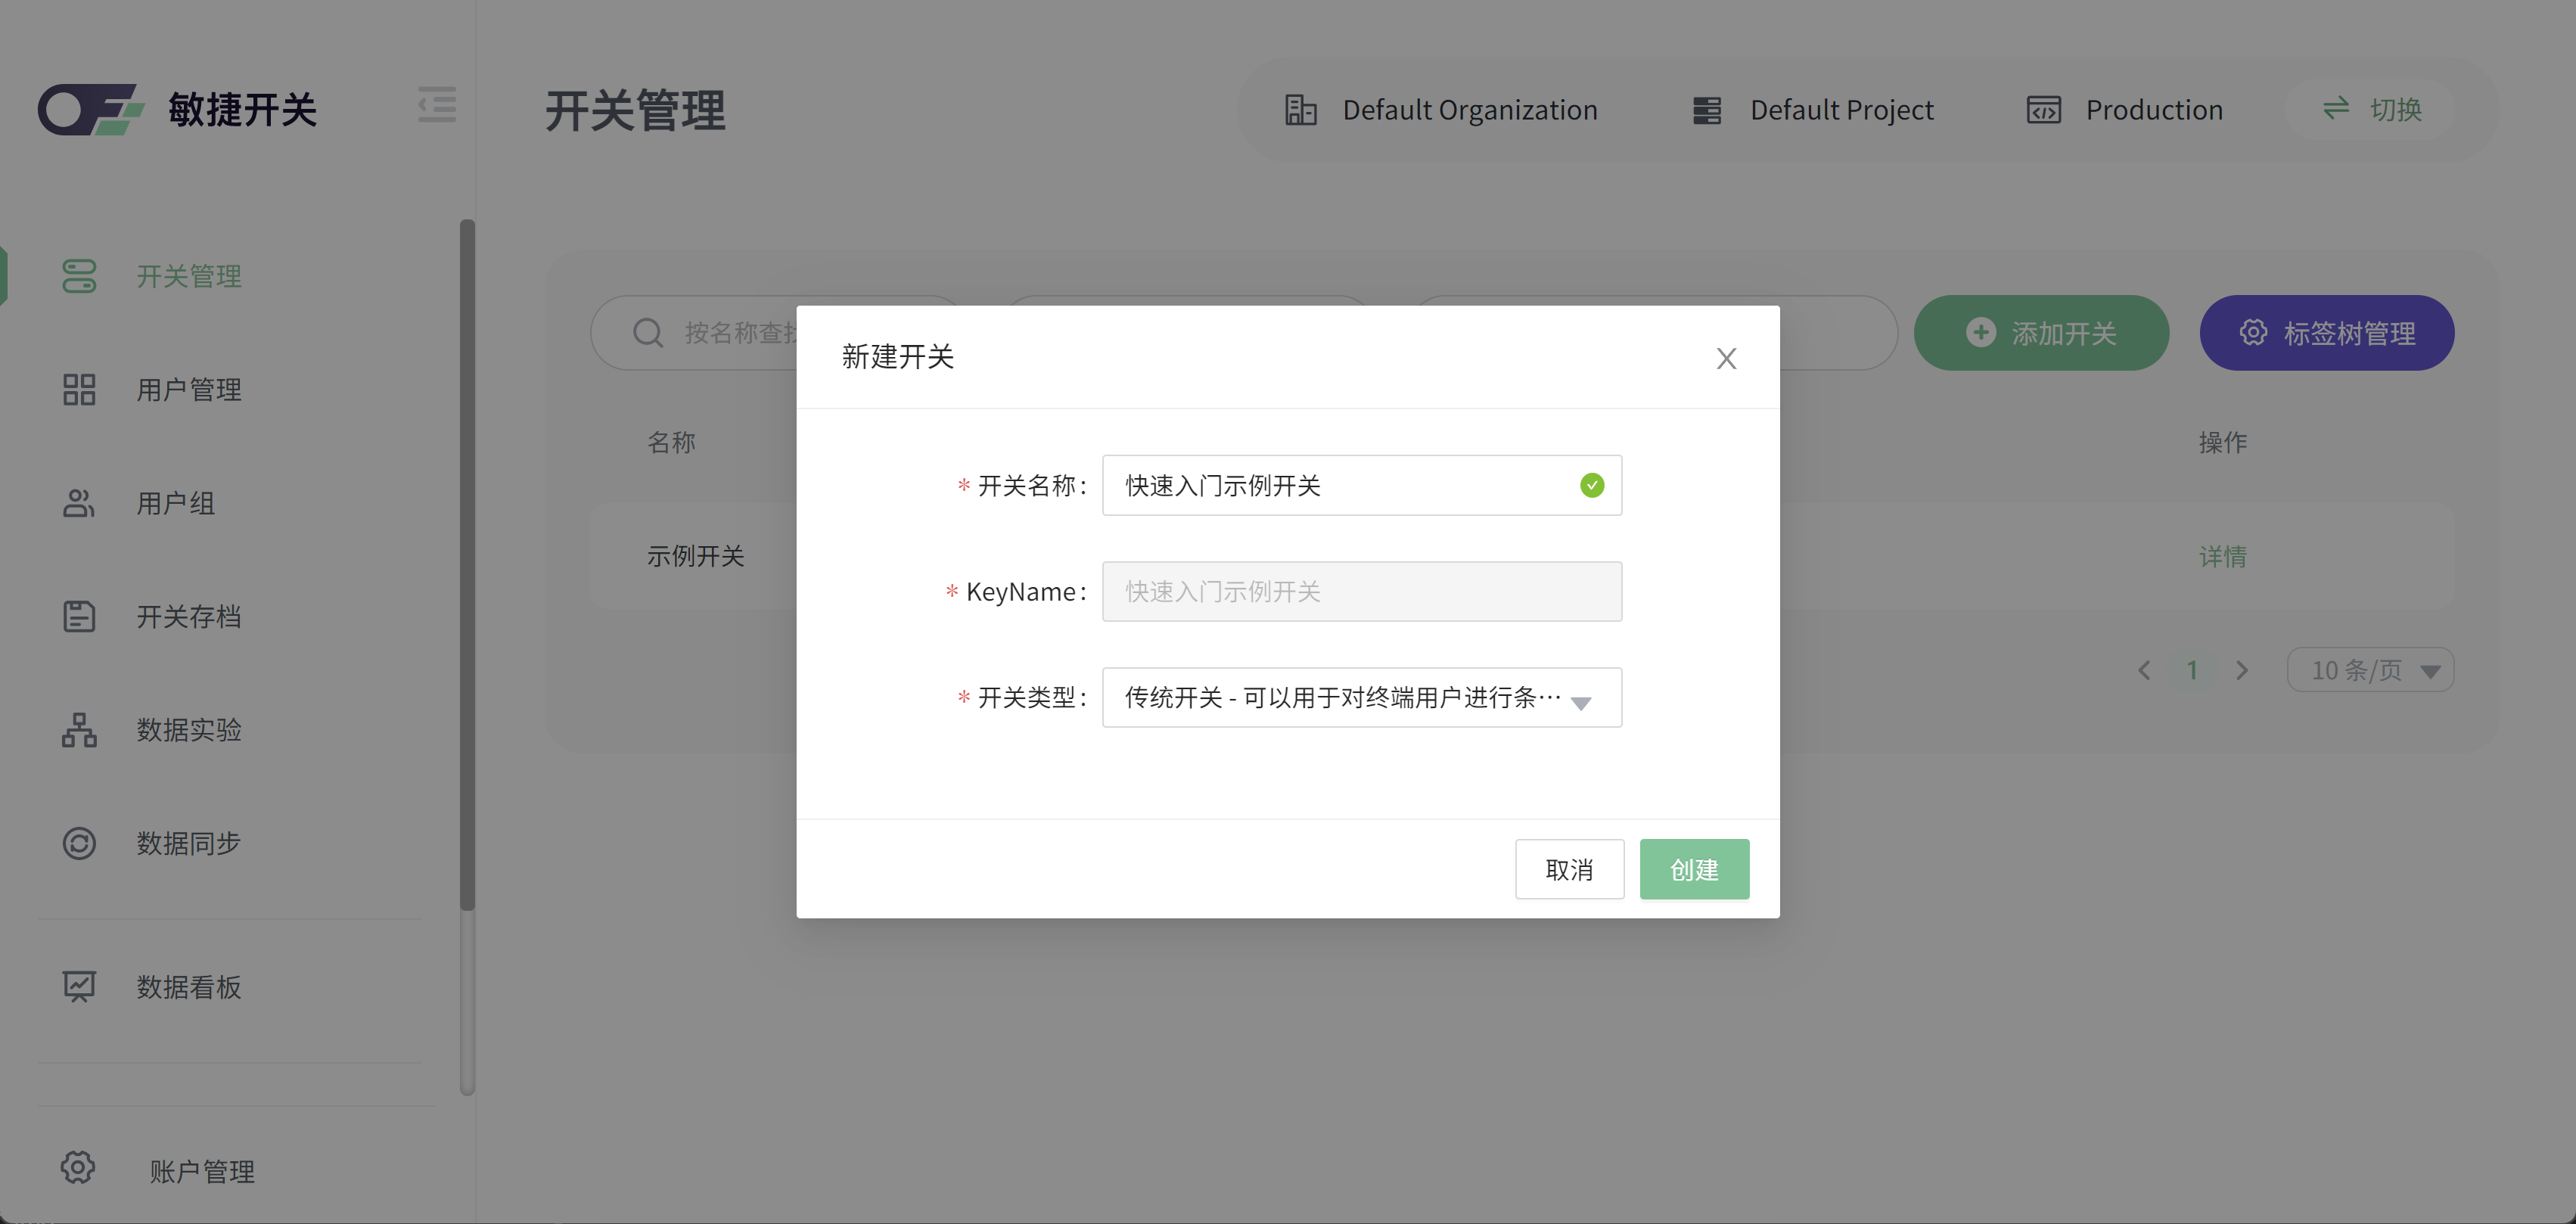 敏捷开关
开关管理
Default Organization
Default Project
Production
切换
开关管理
用户管理
用户组
开关存档
数据实验
数据同步
数据看板
账户管理
按名称查
添加开关
标签树管理
名称
操作
示例开关
详情
1
10 条/页
新建开关
X
* 开关名称：
快速入门示例开关
* KeyName：
快速入门示例开关
* 开关类型：
传统开关 - 可以用于对终端用户进行条…
取消
创建